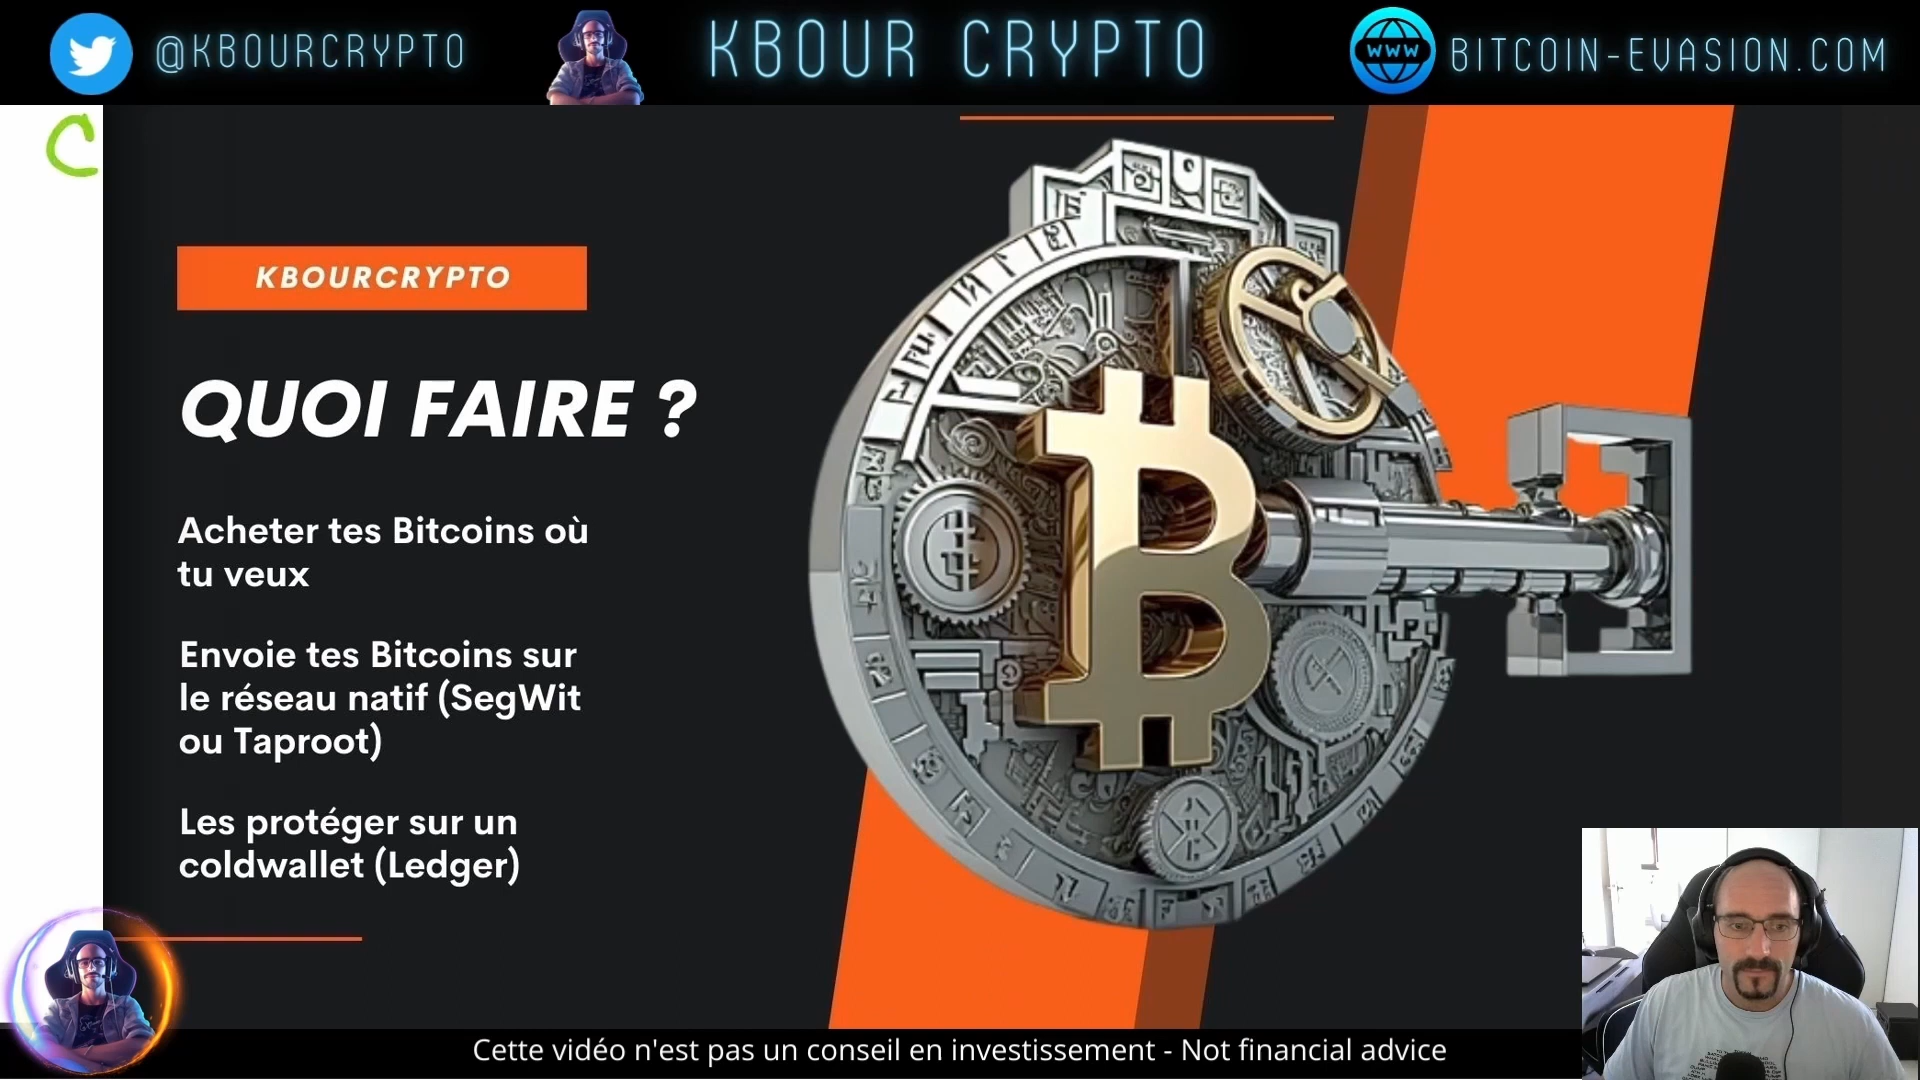 @KBOURCRYPTO
KBOUR CRYPTO
WWW
BITCOIN-EVASION.COM
C
KBOURCRYPTO
QUOI FAIRE ?
Acheter tes Bitcoins où
tu veux
Envoie tes Bitcoins sur
le réseau natif (SegWit
ou Taproot)
Les protéger sur un
coldwallet (Ledger)
Cette vidéo n'est pas un conseil en investissement - Not financial advice